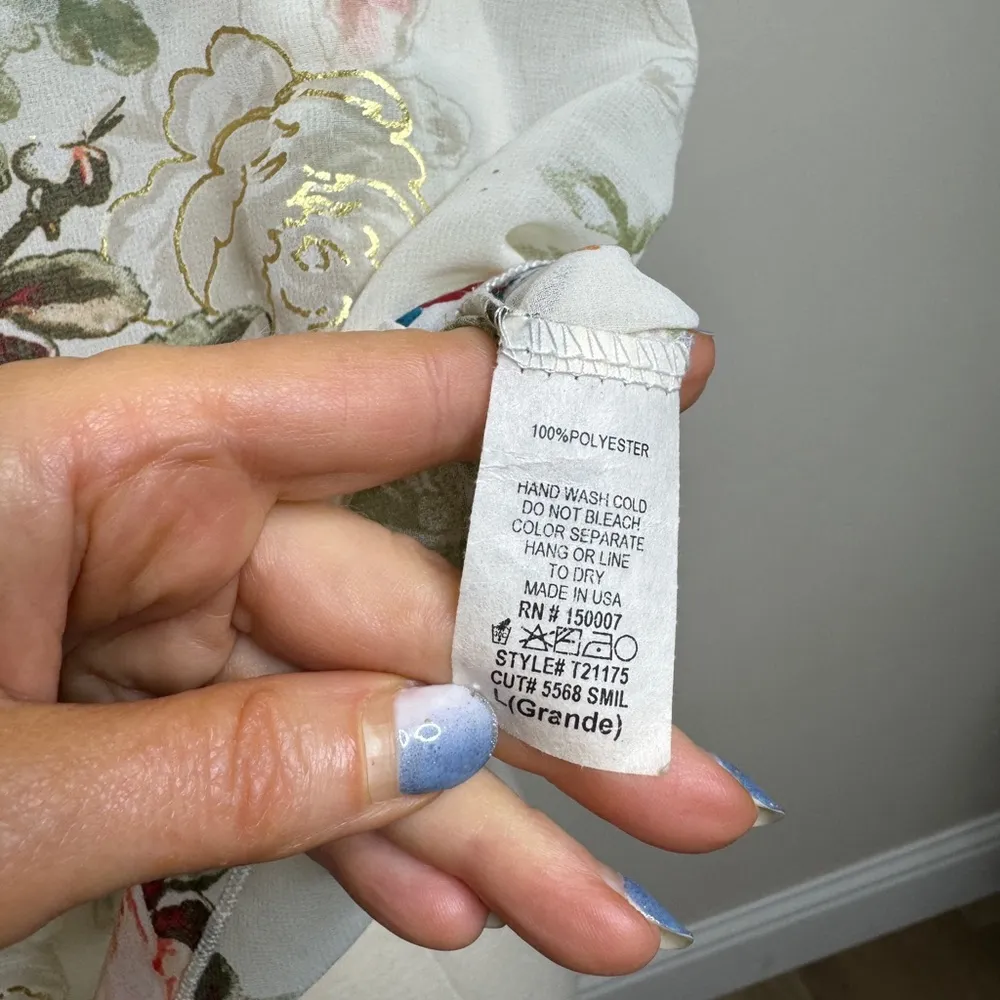 100%POLYESTER
HAND WASH COLD
DO NOT BLEACH
COLOR SEPARATE
HANG OR LINE
TO DRY
MADE IN USA
RN # 150007
STYLE# T21175
CUT# 5568 SMIL
L(Grande)